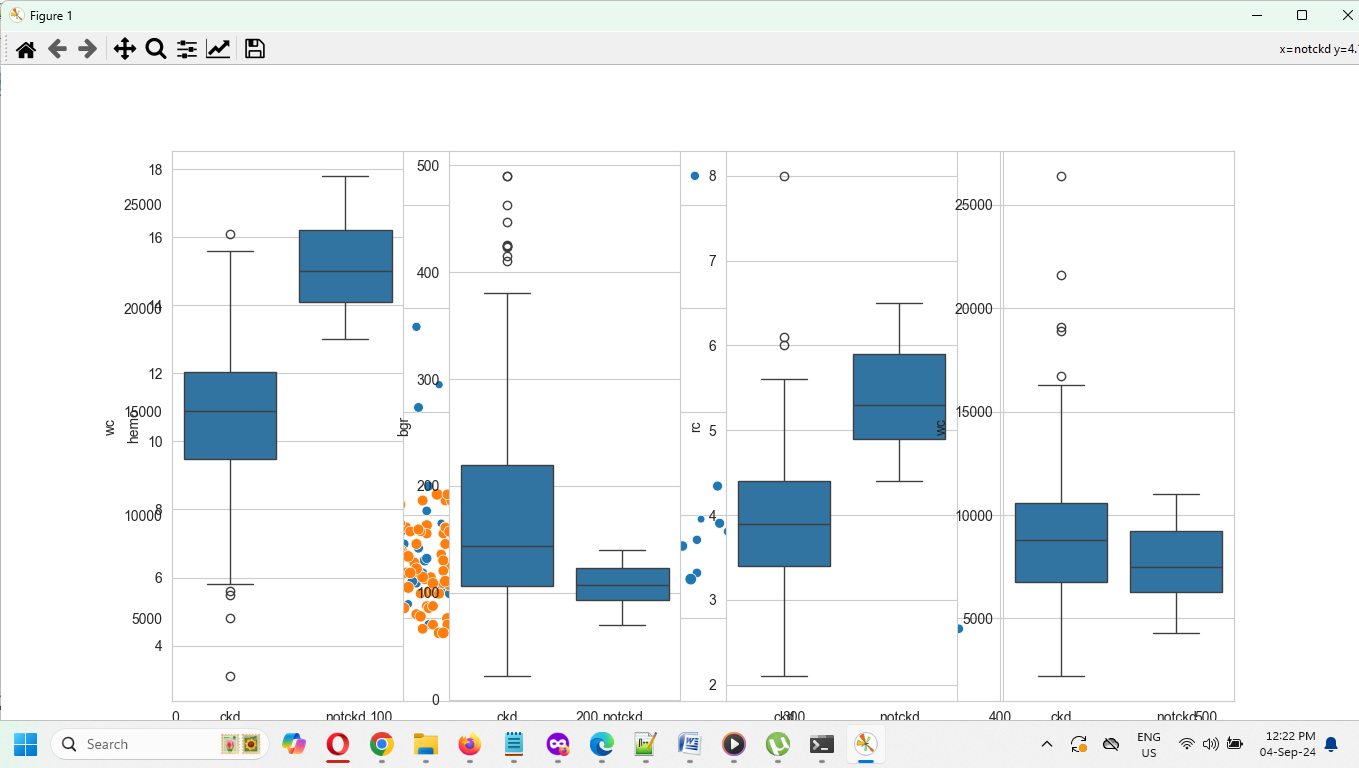 Figure 1
x=notckd y=4.
18
25000
16
20000
14
12
15000
10
10000
8
6
5000
4
wc
hemo
0
ckd
notckd 100
500
400
300
200
100
0
bgr
ckd
200 notckd
8
7
6
5
4
3
2
rc
ckd
300
notckd
25000
20000
15000
10000
5000
wc
400
ckd
notckd
500
Search
ENG
US
12:22 PM
04-Sep-24